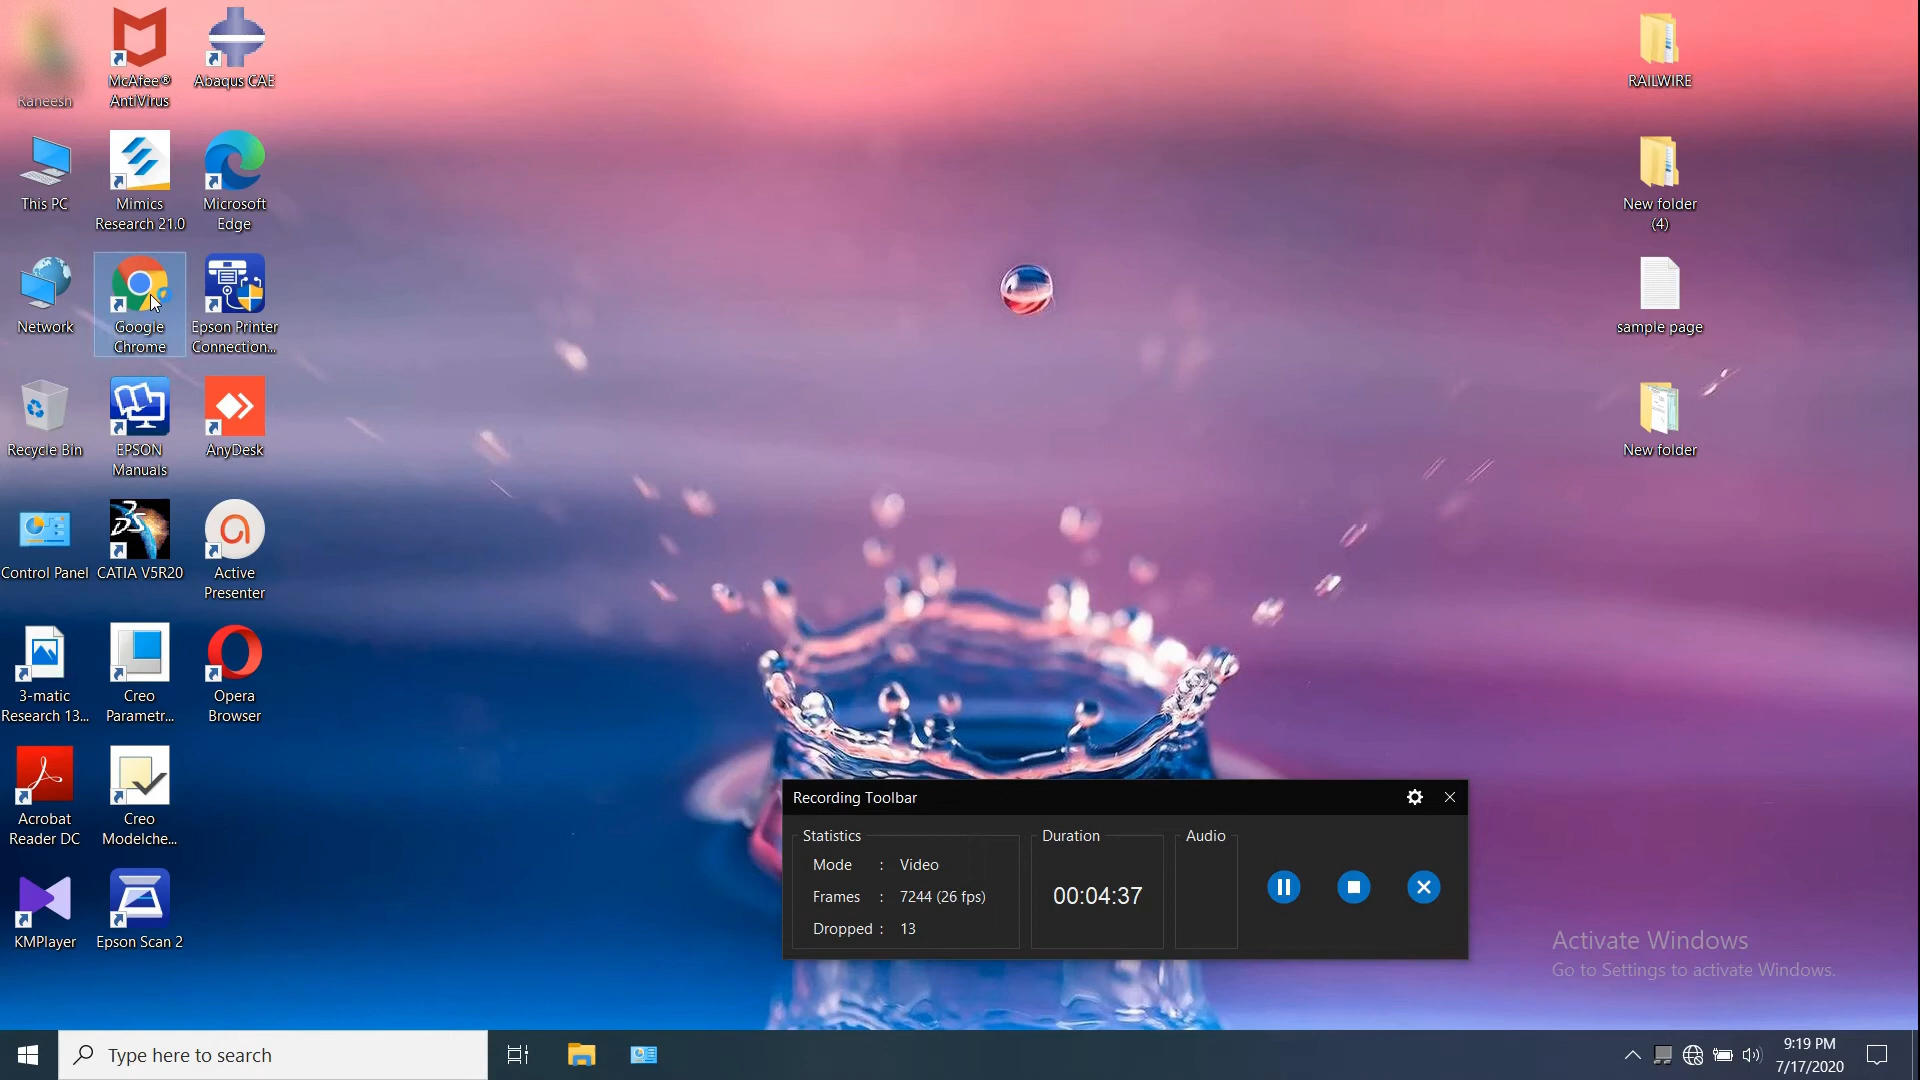 Raneesh
McAfee®
AntiVirus
Abaqus CAE
RAILWIRE
This PC
Mimics
Research 21.0
Microsoft
Edge
New folder
(4)
Network
Google
Chrome
Epson Printer
Connection...
sample page
Recycle Bin
EPSON
Manuals
AnyDesk
New folder
Control Panel
CATIA V5R20
Active
Presenter
3-matic
Research 13...
Creo
Parametr...
Opera
Browser
Acrobat
Reader DC
Creo
Modelche...
KMPlayer
Epson Scan 2
Recording Toolbar
Statistics
Mode : Video
Frames : 7244 (26 fps)
Dropped : 13
Duration
00:04:37
Audio
Activate Windows
Go to Settings to activate Windows.
Type here to search
9:19 PM
7/17/2020